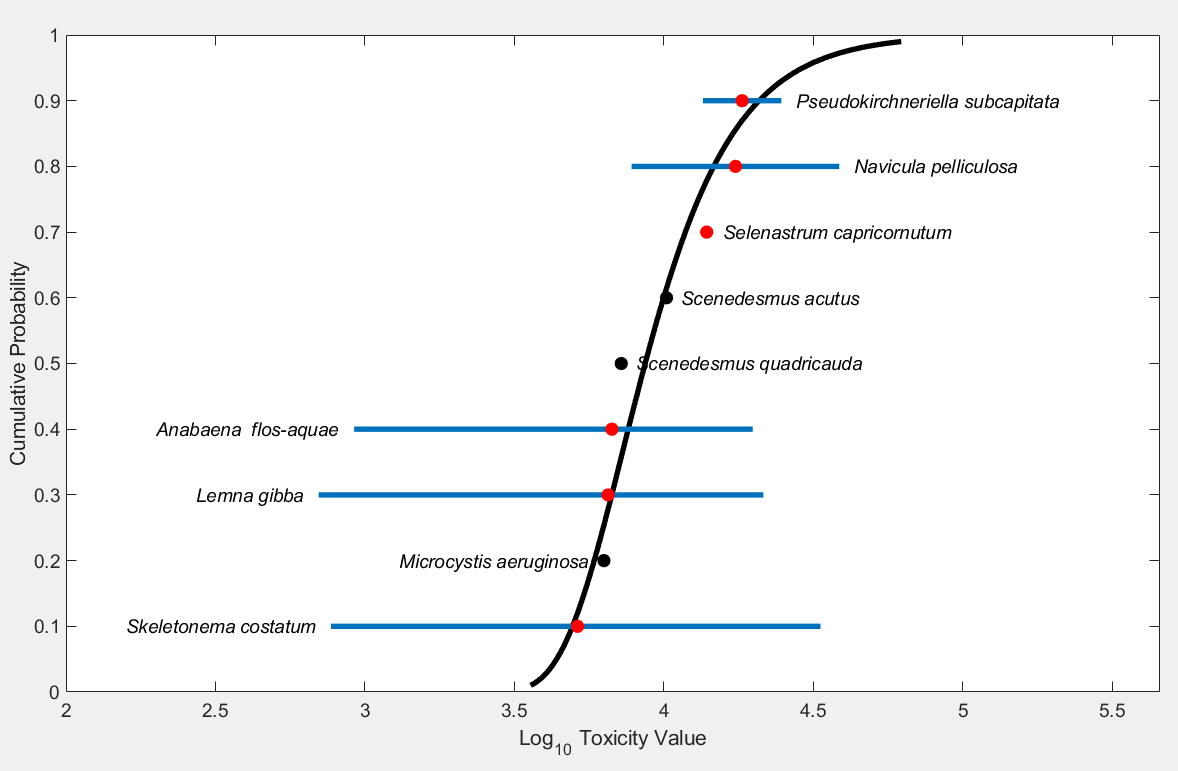 1
0.9
Pseudokirchneriella subcapitata
0.8
Navicula pelliculosa
0.7
Selenastrum capricornutum
0.6
Scenedesmus acutus
0.5
Scenedesmus quadricauda
0.4
Anabaena  flos-aquae
0.3
Lemna gibba
0.2
Microcystis aeruginosa
0.1
Skeletonema costatum
0
Cumulative Probability
2 2.5 3 3.5 4 4.5 5 5.5
Log10 Toxicity Value